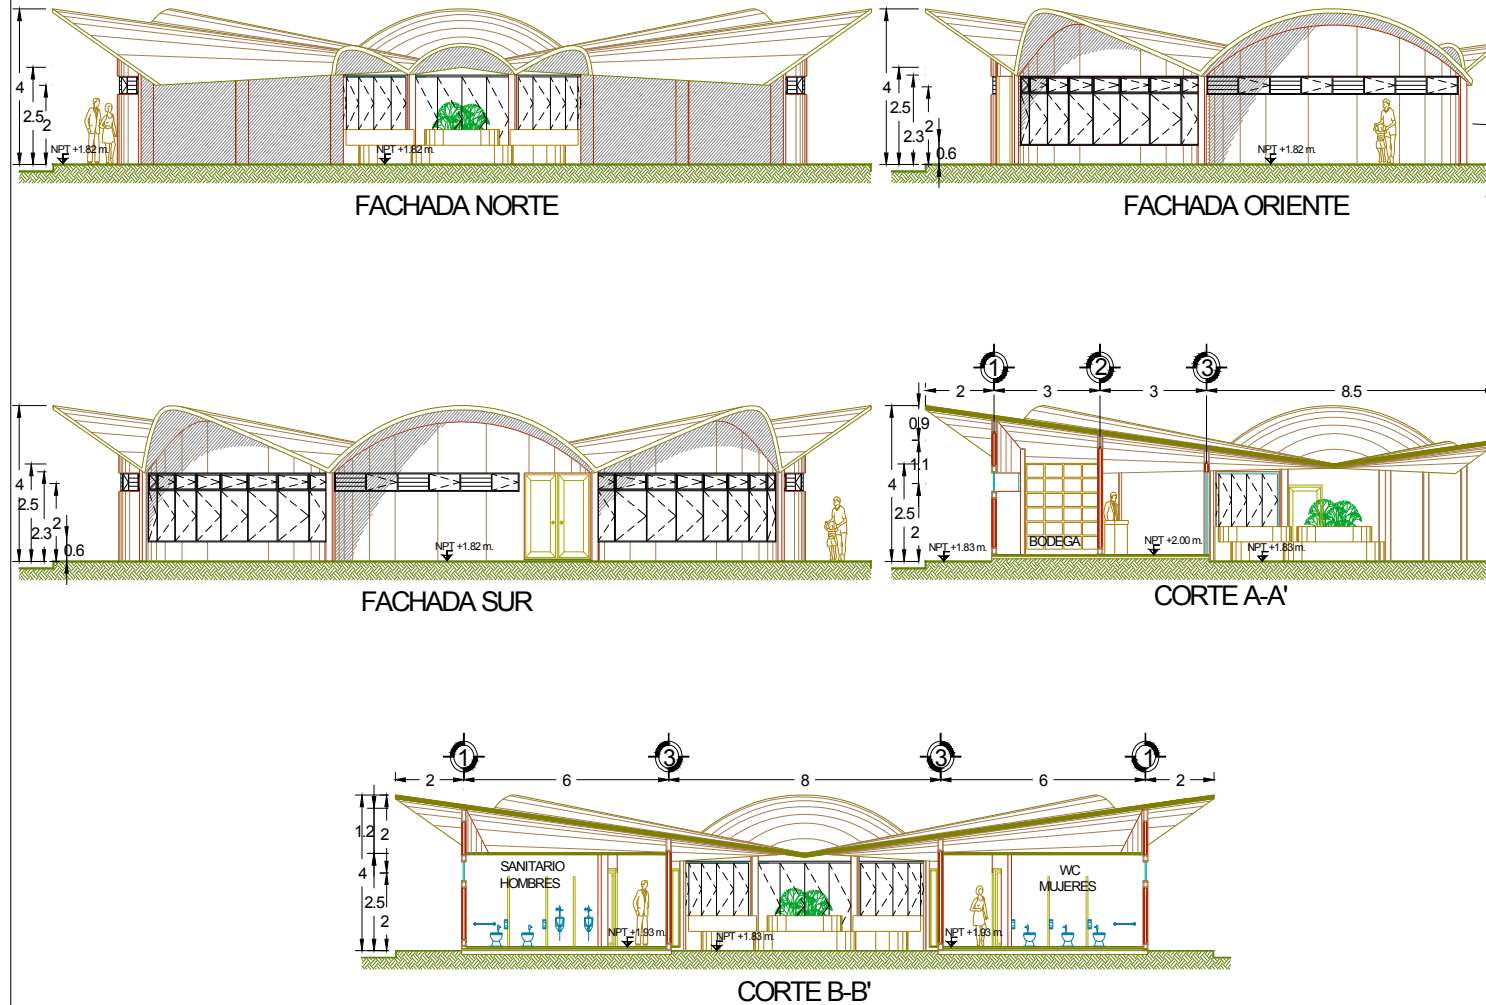 4
2.5
2
NPT +1.82 m.
NPT +1.82 m.
FACHADA NORTE
4
2.5
2.3
2
0.6
NPT +1.82 m.
FACHADA ORIENTE
4
2.5
2.3
2
0.6
NPT +1.82 m.
FACHADA SUR
1
2
3
2
3
3
8.5
0.9
1.1
4
2.5
2
BODEGA
NPT +1.83 m.
NPT +2.00 m.
NPT +1.83 m.
CORTE A-A'
1
3
3
1
2
6
8
6
2
1.2
2
4
2.5
2
SANITARIO
HOMBRES
WC
MUJERES
NPT +1.93 m.
NPT +1.83 m.
NPT +1.93 m.
CORTE B-B'